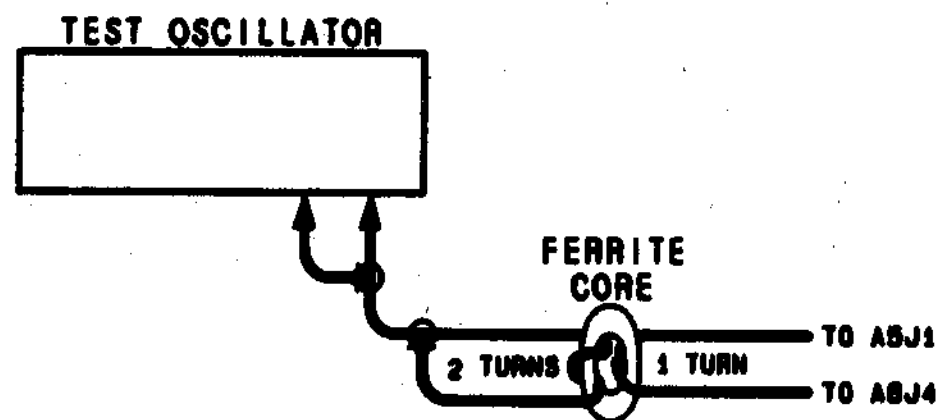 TEST OSCILLATOR
FERRITE
CORE
2 TURNS
1 TURN
TO A5J1
TO A5J4